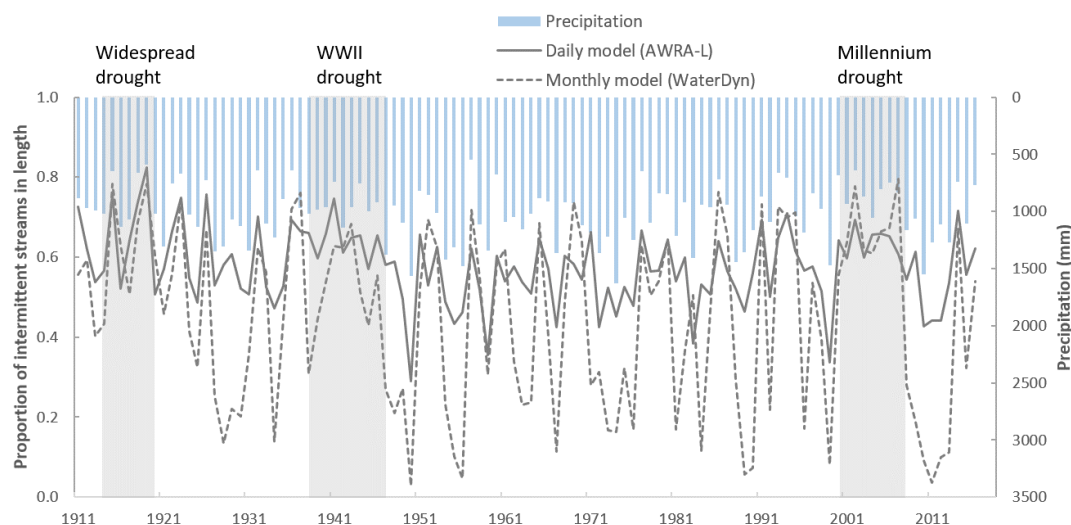 Precipitation
Daily model (AWRA-L)
Monthly model (WaterDyn)
Widespread
drought
WWII
drought
Millennium
drought
Proportion of intermittent streams in length
1.0
0.8
0.6
0.4
0.2
0.0
0
500
1000
1500
2000
2500
3000
3500
Precipitation (mm)
1911
1921
1931
1941
1951
1961
1971
1981
1991
2001
2011